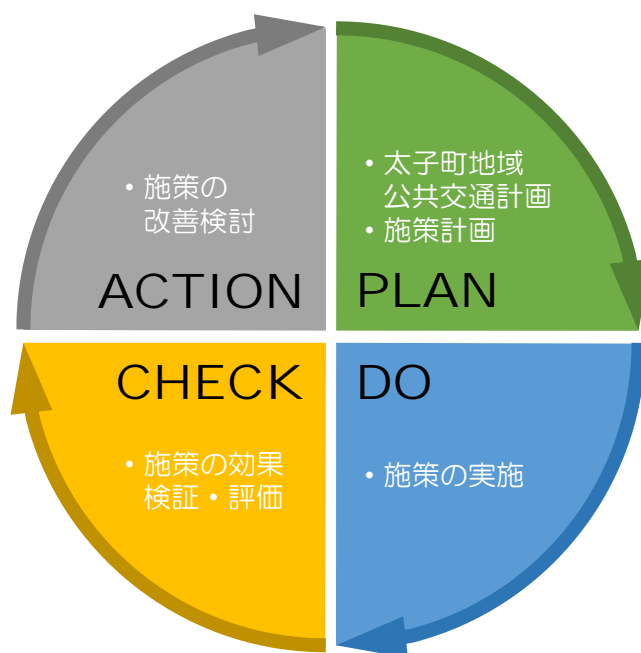 ・施策の
改善検討
ACTION
・太子町地域
公共交通計画
・施策計画
PLAN
CHECK
・施策の効果
検証・評価
DO
・施策の実施